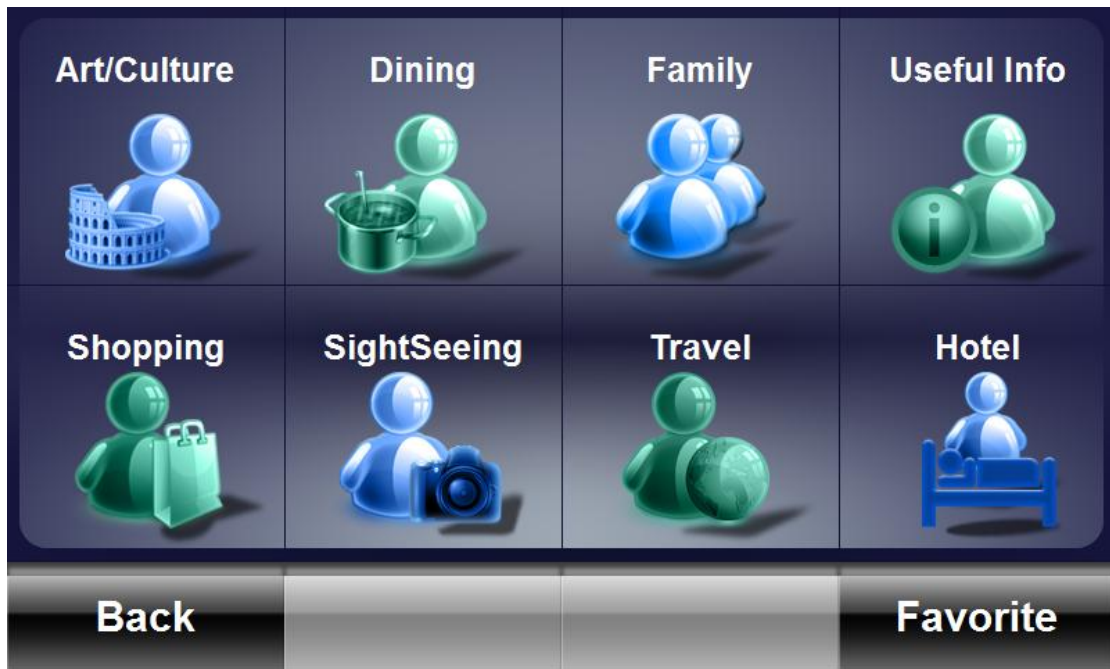 Art/Culture
Dining
Family
Useful Info
Shopping
SightSeeing
Travel
Hotel
Back
Favorite